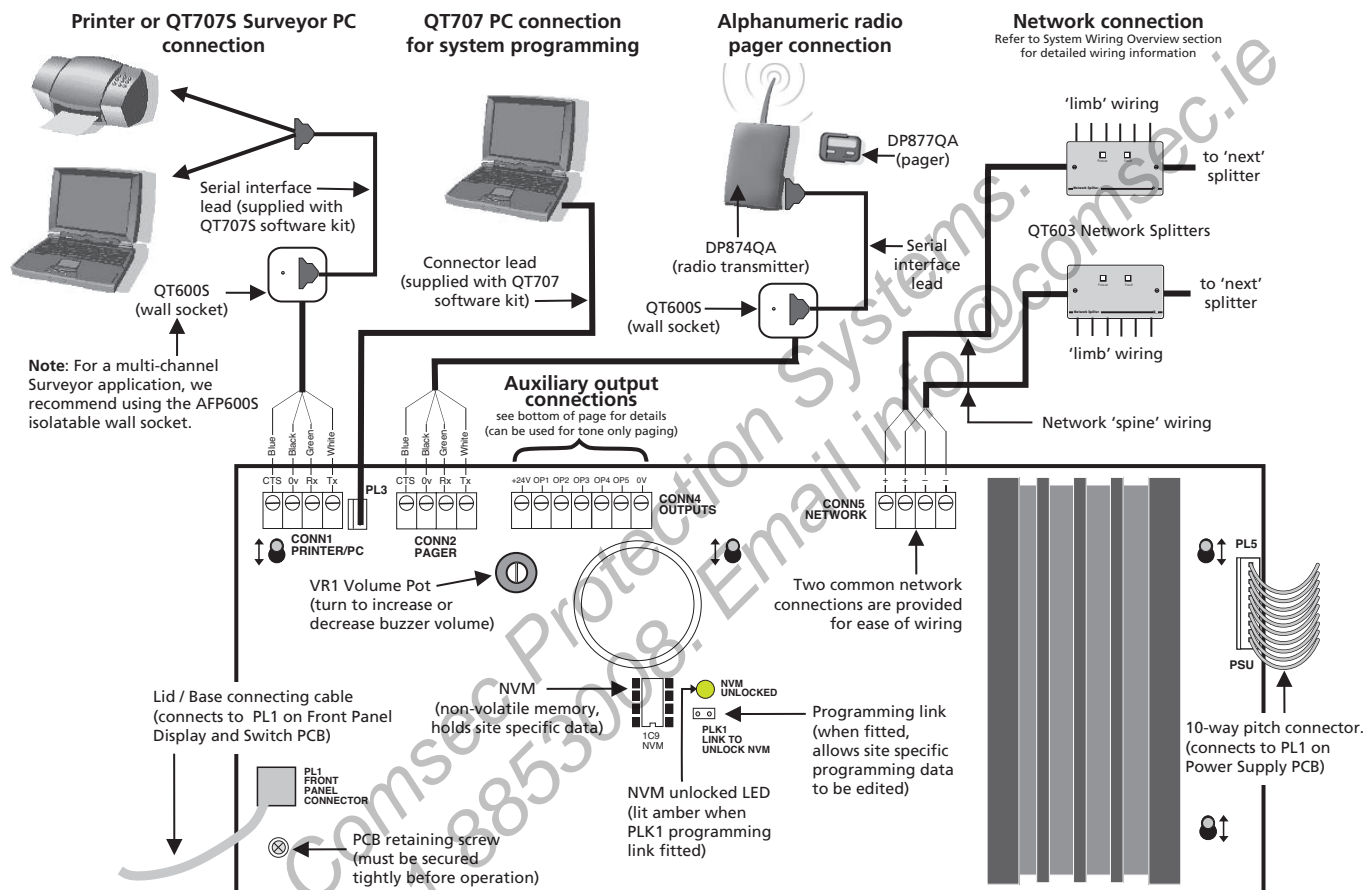 Printer or QT707S Surveyor PC
connection
QT707 PC connection
for system programming
Alphanumeric radio
pager connection
Network connection
Refer to System Wiring Overview section
for detailed wiring information
Serial interface
lead (supplied with
QT707S software kit)
QT600S
(wall socket)
Note: For a multi-channel
Surveyor application, we
recommend using the AFP600S
isolatable wall socket.
Connector lead
(supplied with QT707
software kit)
DP877QA
(pager)
DP874QA
(radio transmitter)
Serial
interface
lead
QT600S
(wall socket)
'limb' wiring
to 'next'
splitter
QT603 Network Splitters
to 'next'
splitter
'limb' wiring
Network 'spine' wiring
Auxiliary output
connections
see bottom of page for details
(can be used for tone only paging)
Blue
Black
Green
White
CTS 0v Rx Tx
PL3
CONN1
PRINTER/PC
Blue
Black
Green
White
CTS 0v Rx Tx
CONN2
PAGER
+24V OP1 OP2 OP3 OP4 OP5 0V
CONN4
OUTPUTS
+ + – –
CONN5
NETWORK
VR1 Volume Pot
(turn to increase or
decrease buzzer volume)
Two common network
connections are provided
for ease of wiring
PL5
PSU
10-way pitch connector.
(connects to PL1 on
Power Supply PCB)
Lid / Base connecting cable
(connects to PL1 on Front Panel
Display and Switch PCB)
NVM
(non-volatile memory,
holds site specific data)
1C9
NVM
NVM
UNLOCKED
PLK1
LINK TO
UNLOCK NVM
Programming link
(when fitted,
allows site specific
programming data
to be edited)
NVM unlocked LED
(lit amber when
PLK1 programming
link fitted)
PL1
FRONT
PANEL
CONNECTOR
PCB retaining screw
(must be secured
tightly before operation)
Comsec Protection Systems.
1 8853008. Email info@comsec.ie